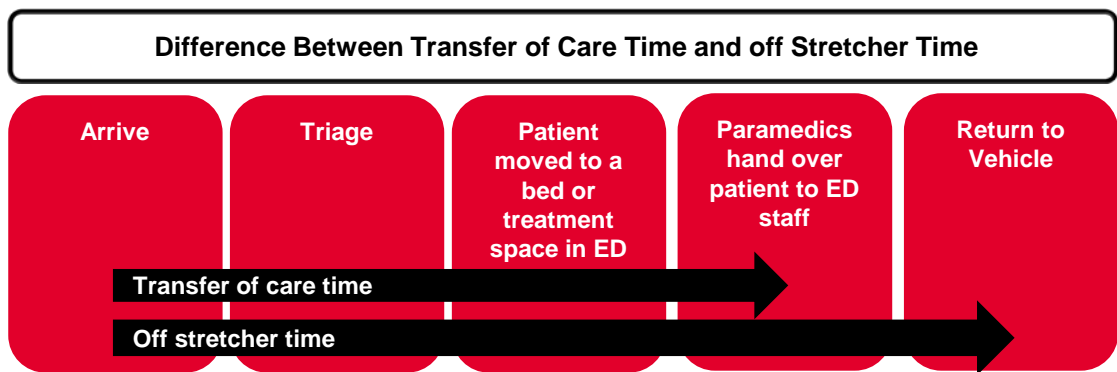 Difference Between Transfer of Care Time and off Stretcher Time
Arrive
Triage
Patient
moved to a
bed or
treatment
space in ED
Paramedics
hand over
patient to ED
staff
Return to
Vehicle
Transfer of care time
Off stretcher time